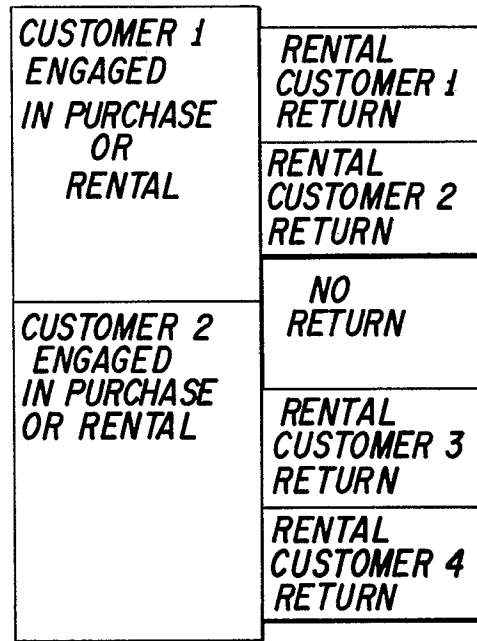 CUSTOMER 1
ENGAGED
IN PURCHASE
OR
RENTAL
CUSTOMER 2
ENGAGED
IN PURCHASE
OR RENTAL
RENTAL
CUSTOMER 1
RETURN
RENTAL
CUSTOMER 2
RETURN
NO
RETURN
RENTAL
CUSTOMER 3
RETURN
RENTAL
CUSTOMER 4
RETURN